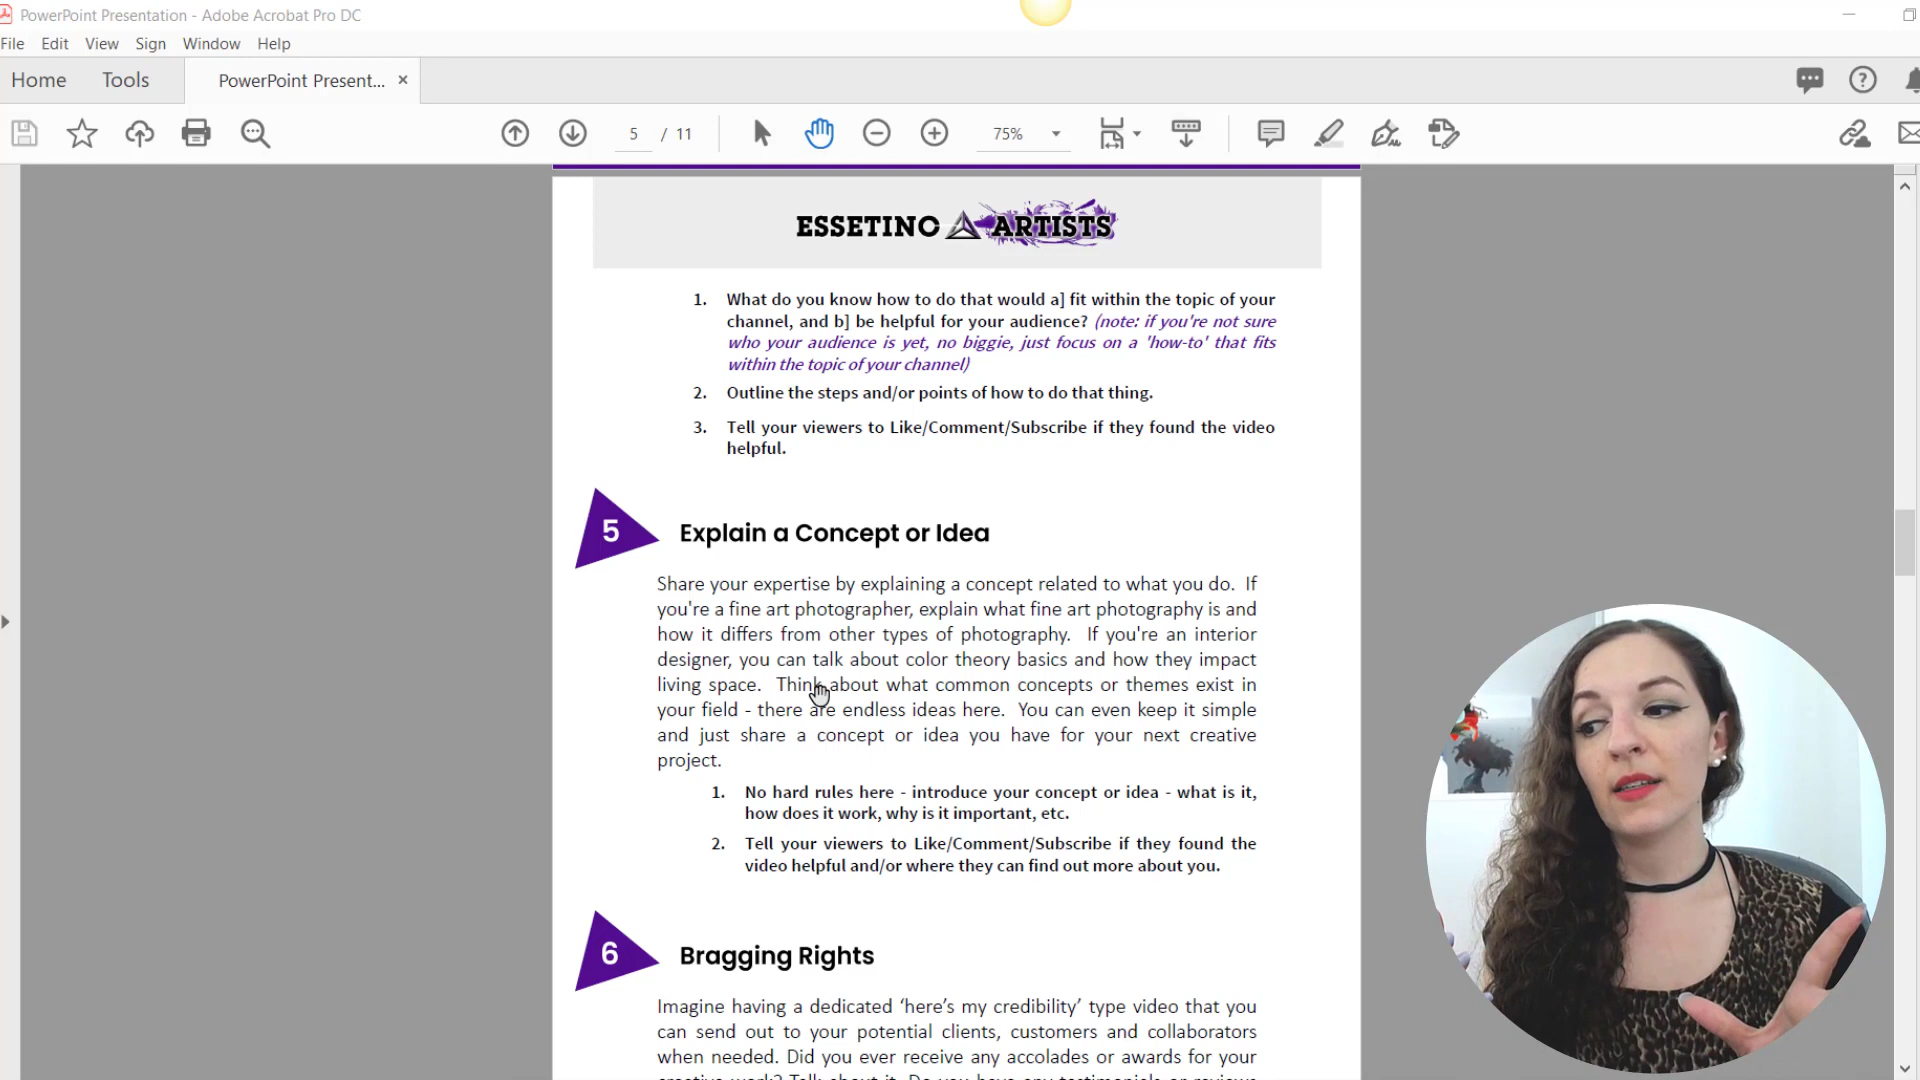 PowerPoint Presentation - Adobe Acrobat Pro DC
File Edit View Sign Window Help
Home Tools PowerPoint Present... ×
5 / 11 75%
ESSETINO ARTISTS
1. What do you know how to do that would a] fit within the topic of your
channel, and b] be helpful for your audience? (note: if you're not sure
who your audience is yet, no biggie, just focus on a 'how-to' that fits
within the topic of your channel)
2. Outline the steps and/or points of how to do that thing.
3. Tell your viewers to Like/Comment/Subscribe if they found the video
helpful.
5 Explain a Concept or Idea
Share your expertise by explaining a concept related to what you do. If
you're a fine art photographer, explain what fine art photography is and
how it differs from other types of photography. If you're an interior
designer, you can talk about color theory basics and how they impact
living space. Think about what common concepts or themes exist in
your field - there are endless ideas here. You can even keep it simple
and just share a concept or idea you have for your next creative
project.
1. No hard rules here - introduce your concept or idea - what is it,
how does it work, why is it important, etc.
2. Tell your viewers to Like/Comment/Subscribe if they found the
video helpful and/or where they can find out more about you.
6 Bragging Rights
Imagine having a dedicated ‘here’s my credibility’ type video that you
can send out to your potential clients, customers and collaborators
when needed. Did you ever receive any accolades or awards for your
creative work? Talk about it. Do you have any testimonials or reviews